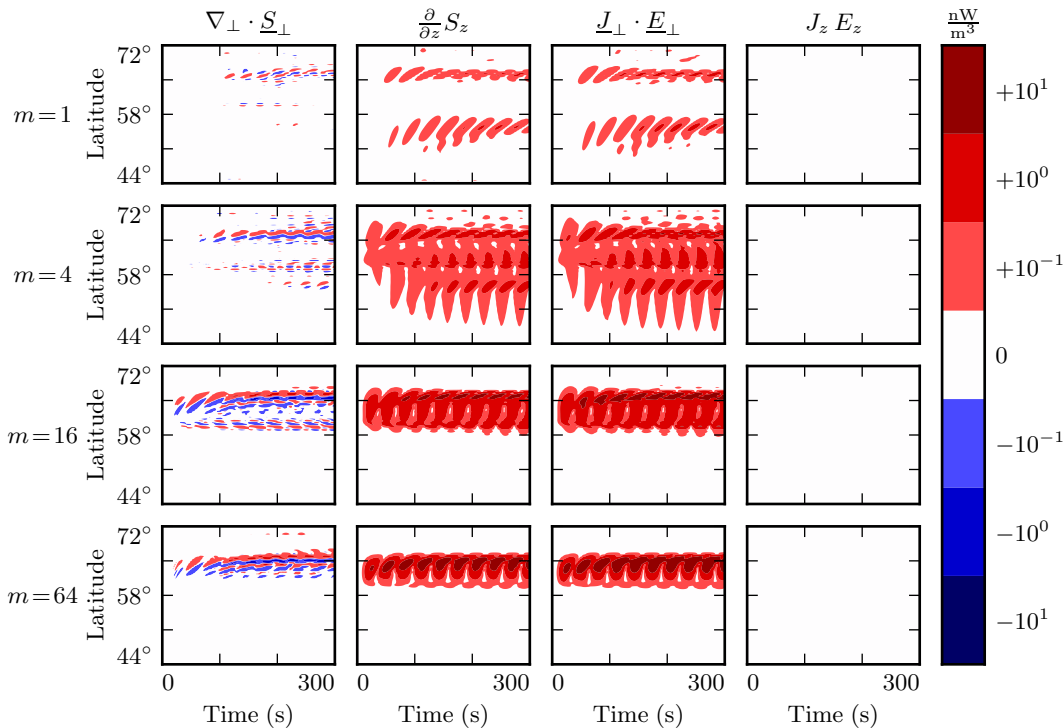 ∇⊥ · S⊥ ∂/∂z Sz J⊥ · E⊥ Jz Ez nW/m³
m=1 Latitude 72° 58° 44°
m=4 Latitude 72° 58° 44°
m=16 Latitude 72° 58° 44°
m=64 Latitude 72° 58° 44°
0 300 0 300 0 300 0 300
Time (s) Time (s) Time (s) Time (s)
+10¹
+10⁰
+10⁻¹
0
−10⁻¹
−10⁰
−10¹